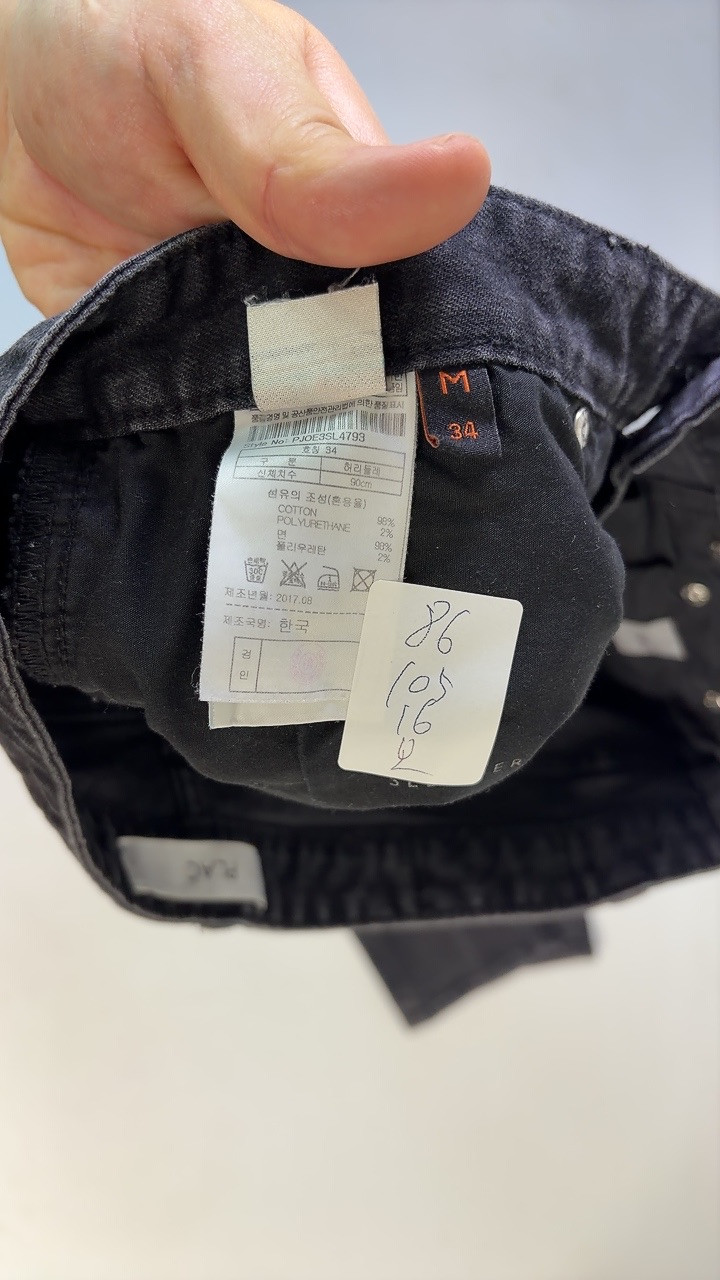 M
34
품질경영 및 공산품안전관리법에 의한 품질표시
Style No: PJOE3SL4793
호칭 34
구 분 허리둘레
신체치수 90cm
섬유의 조성(혼용율)
COTTON 98%
POLYURETHANE 2%
면 98%
폴리우레탄 2%
제조년월: 2017.08
제조국명: 한국
검
인
86
105
16
PLAC